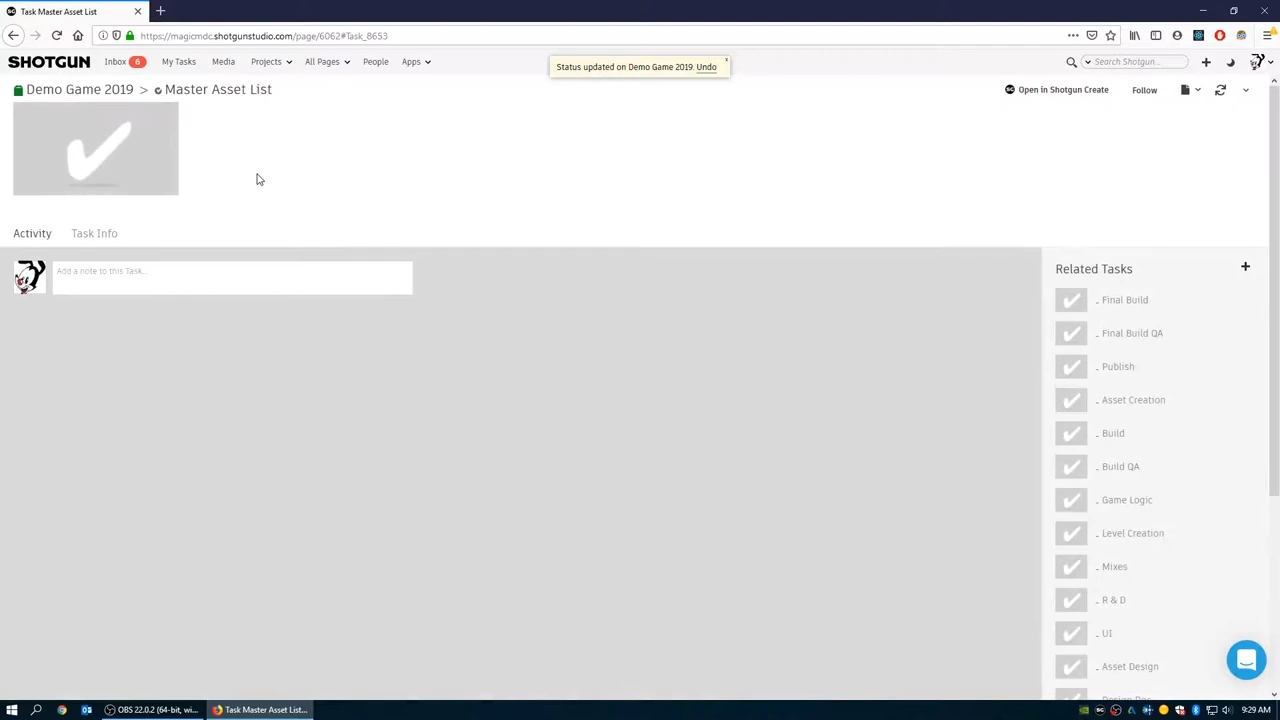 Task Master Asset List
https://magicmdc.shotgunstudio.com/page/6062#Task_8653
SHOTGUN Inbox 6 My Tasks Media Projects All Pages People Apps
Status updated on Demo Game 2019. Undo x
Search Shotgun...
Demo Game 2019 > Master Asset List
Open in Shotgun Create Follow
Activity Task Info
Add a note to this Task...
Related Tasks +
Final Build
Final Build QA
Publish
Asset Creation
Build
Build QA
Game Logic
Level Creation
Mixes
R & D
UI
Asset Design
Design Doc
OBS 22.0.2 (64-bit, wi...
Task Master Asset List...
9:29 AM